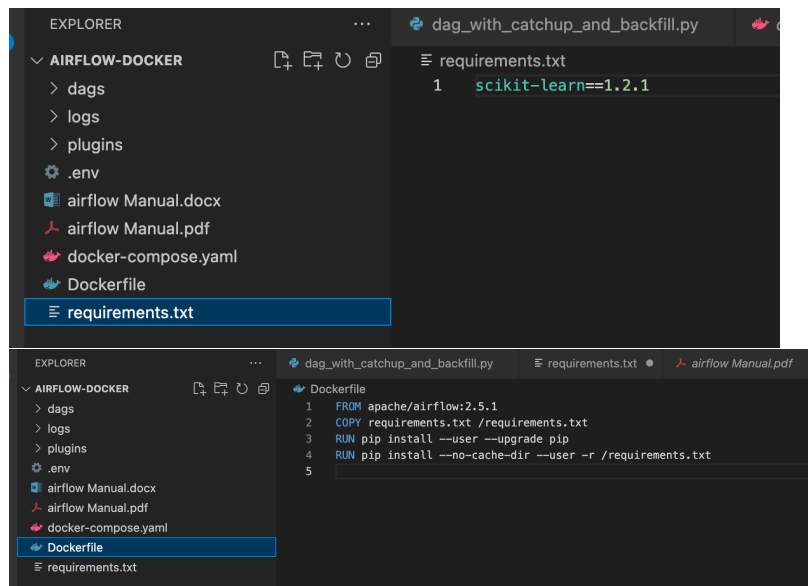 EXPLORER ...
AIRFLOW-DOCKER
dags
logs
plugins
.env
airflow Manual.docx
airflow Manual.pdf
docker-compose.yaml
Dockerfile
requirements.txt
dag_with_catchup_and_backfill.py
requirements.txt
1 scikit-learn==1.2.1
EXPLORER ...
AIRFLOW-DOCKER
dags
logs
plugins
.env
airflow Manual.docx
airflow Manual.pdf
docker-compose.yaml
Dockerfile
requirements.txt
dag_with_catchup_and_backfill.py requirements.txt airflow Manual.pdf
Dockerfile
1 FROM apache/airflow:2.5.1
2 COPY requirements.txt /requirements.txt
3 RUN pip install --user --upgrade pip
4 RUN pip install --no-cache-dir --user -r /requirements.txt
5